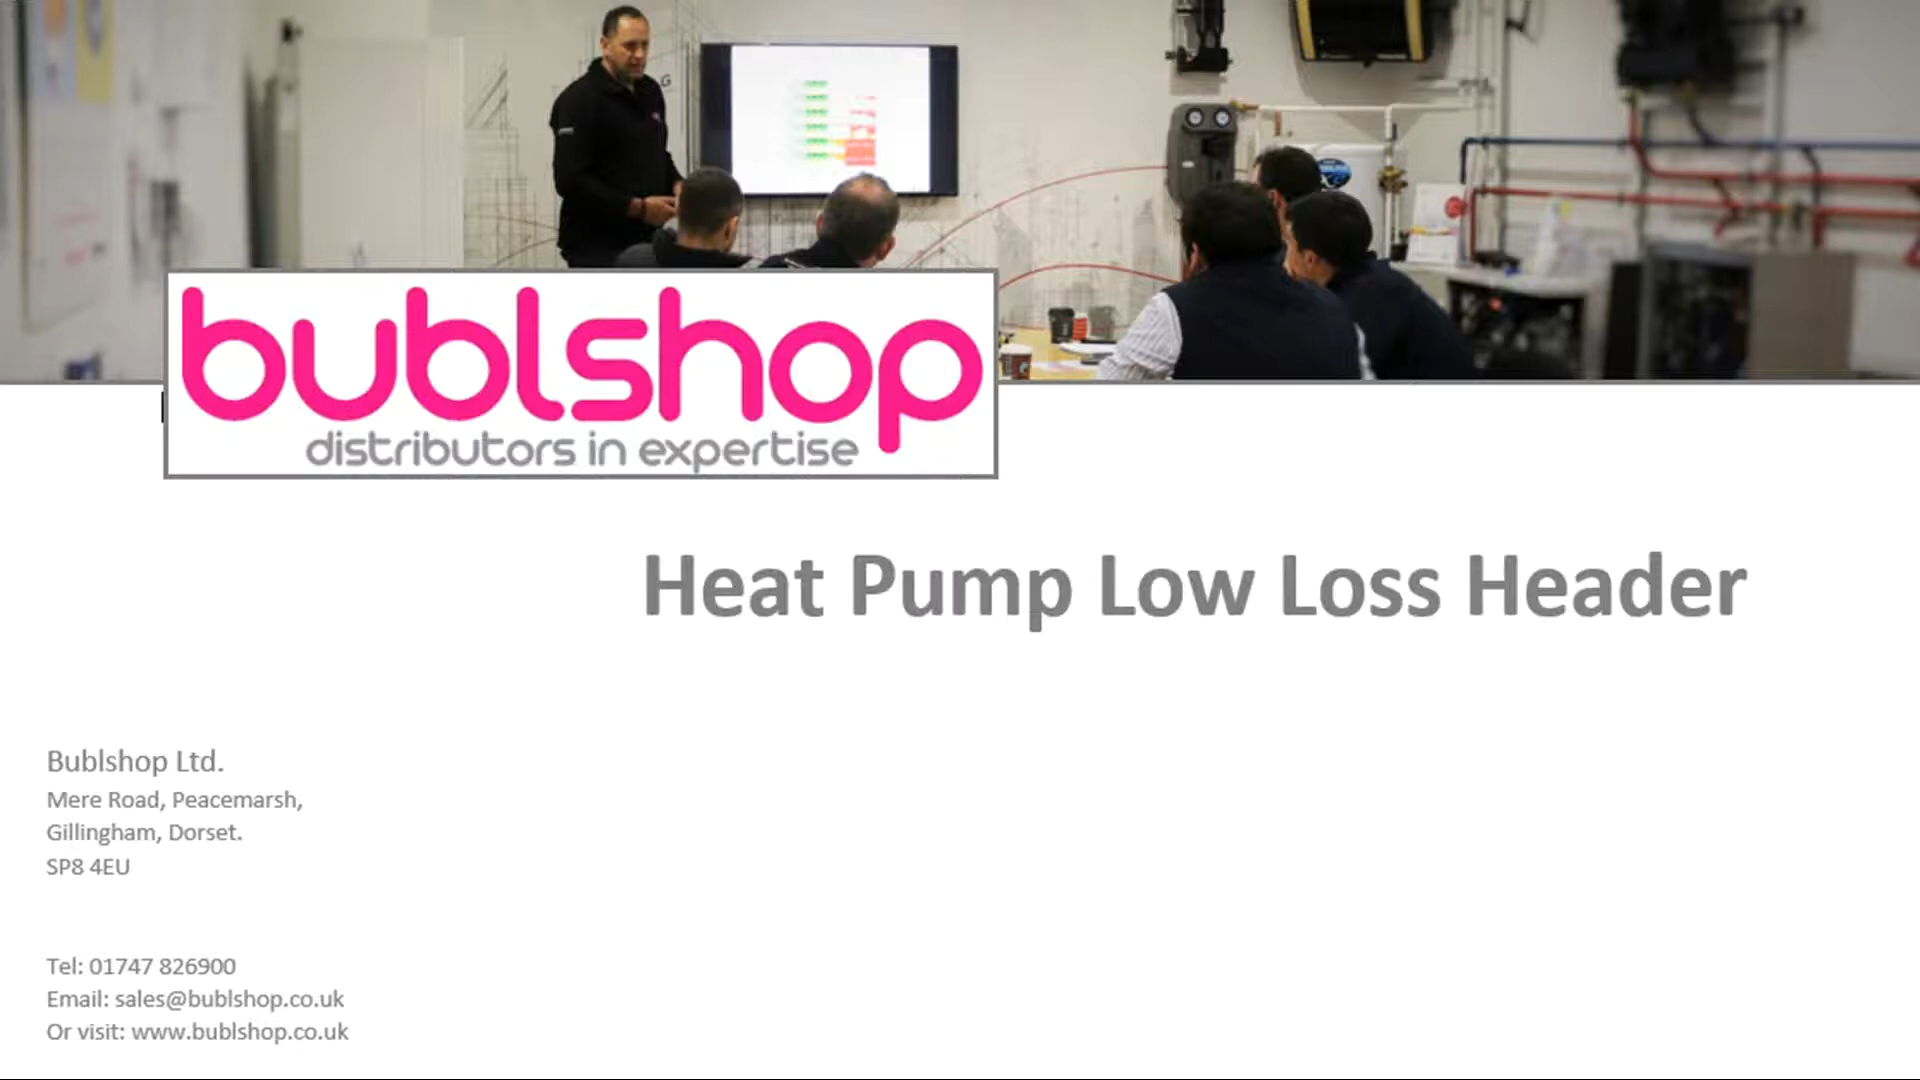 bublshop
distributors in expertise
Heat Pump Low Loss Header
Bublshop Ltd.
Mere Road, Peacemarsh,
Gillingham, Dorset.
SP8 4EU
Tel: 01747 826900
Email: sales@bublshop.co.uk
Or visit: www.bublshop.co.uk